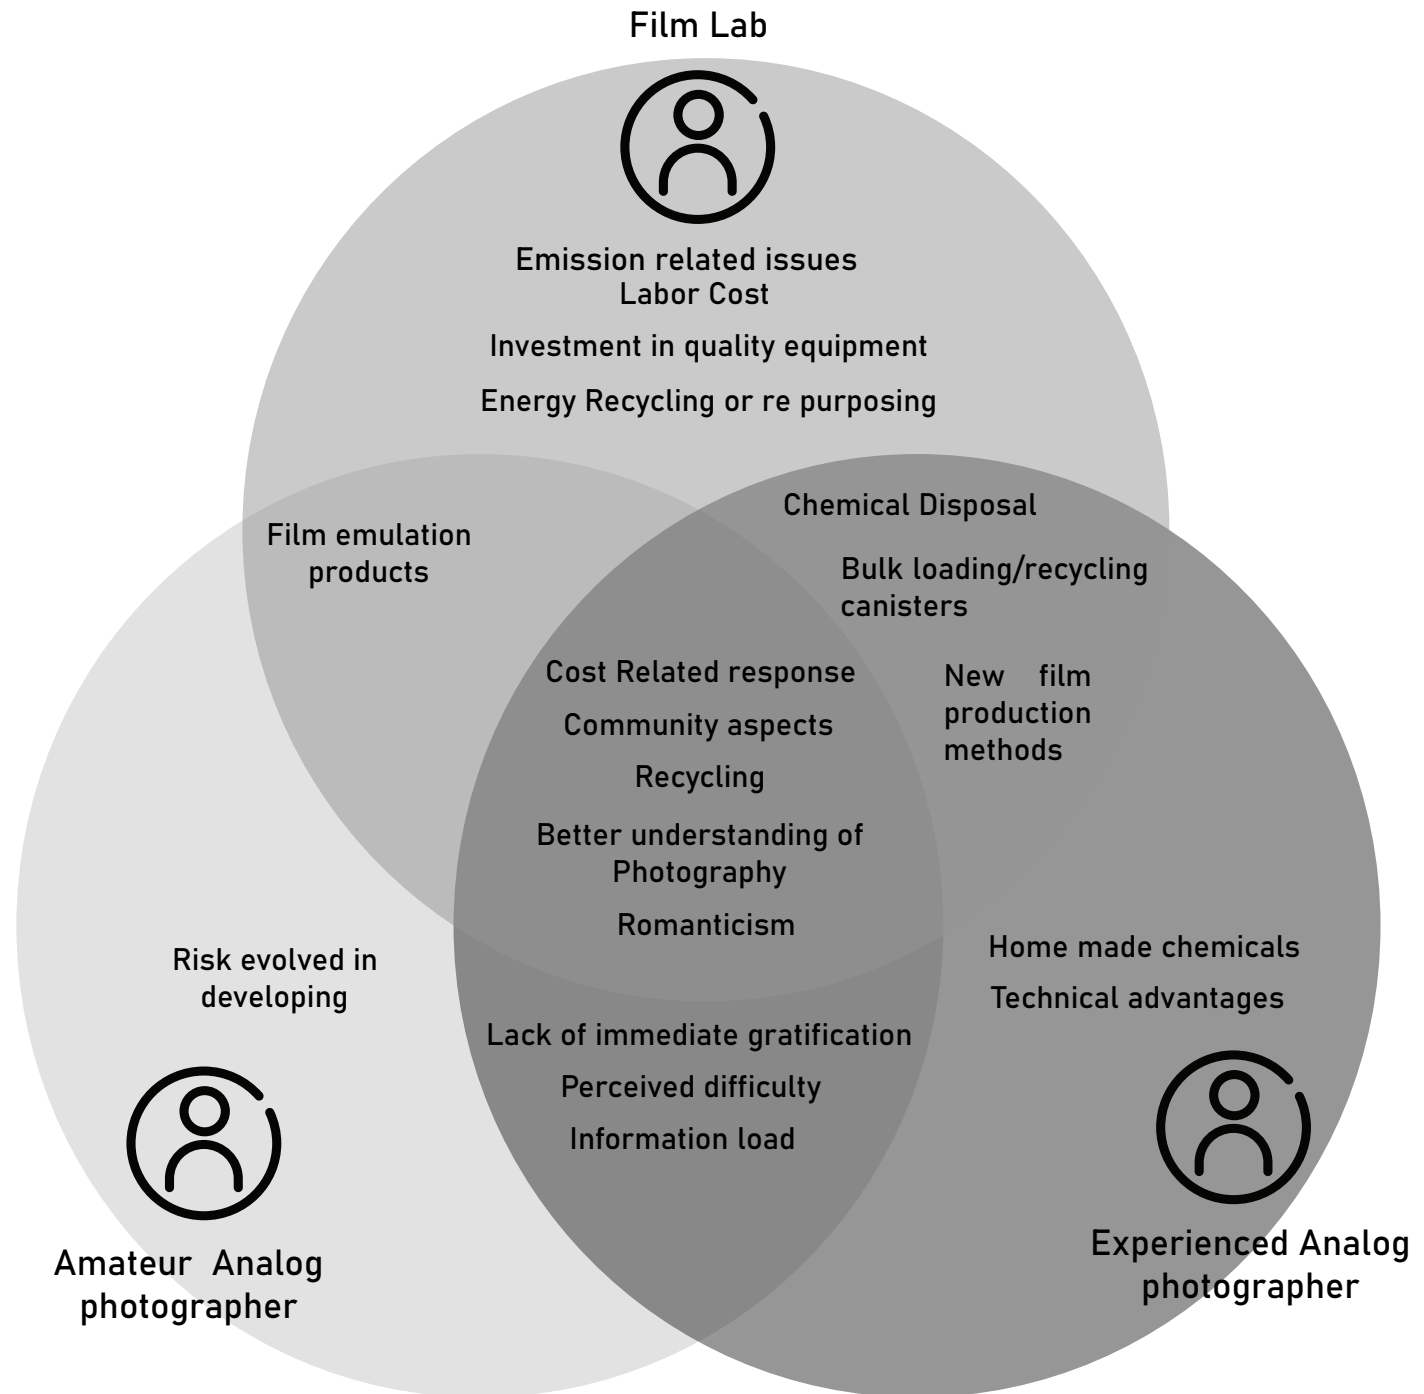 Film Lab
Emission related issues
Labor Cost
Investment in quality equipment
Energy Recycling or re purposing
Film emulation
products
Chemical Disposal
Bulk loading/recycling
canisters
New film
production
methods
Cost Related response
Community aspects
Recycling
Better understanding of
Photography
Romanticism
Risk evolved in
developing
Home made chemicals
Technical advantages
Lack of immediate gratification
Perceived difficulty
Information load
Amateur Analog
photographer
Experienced Analog
photographer